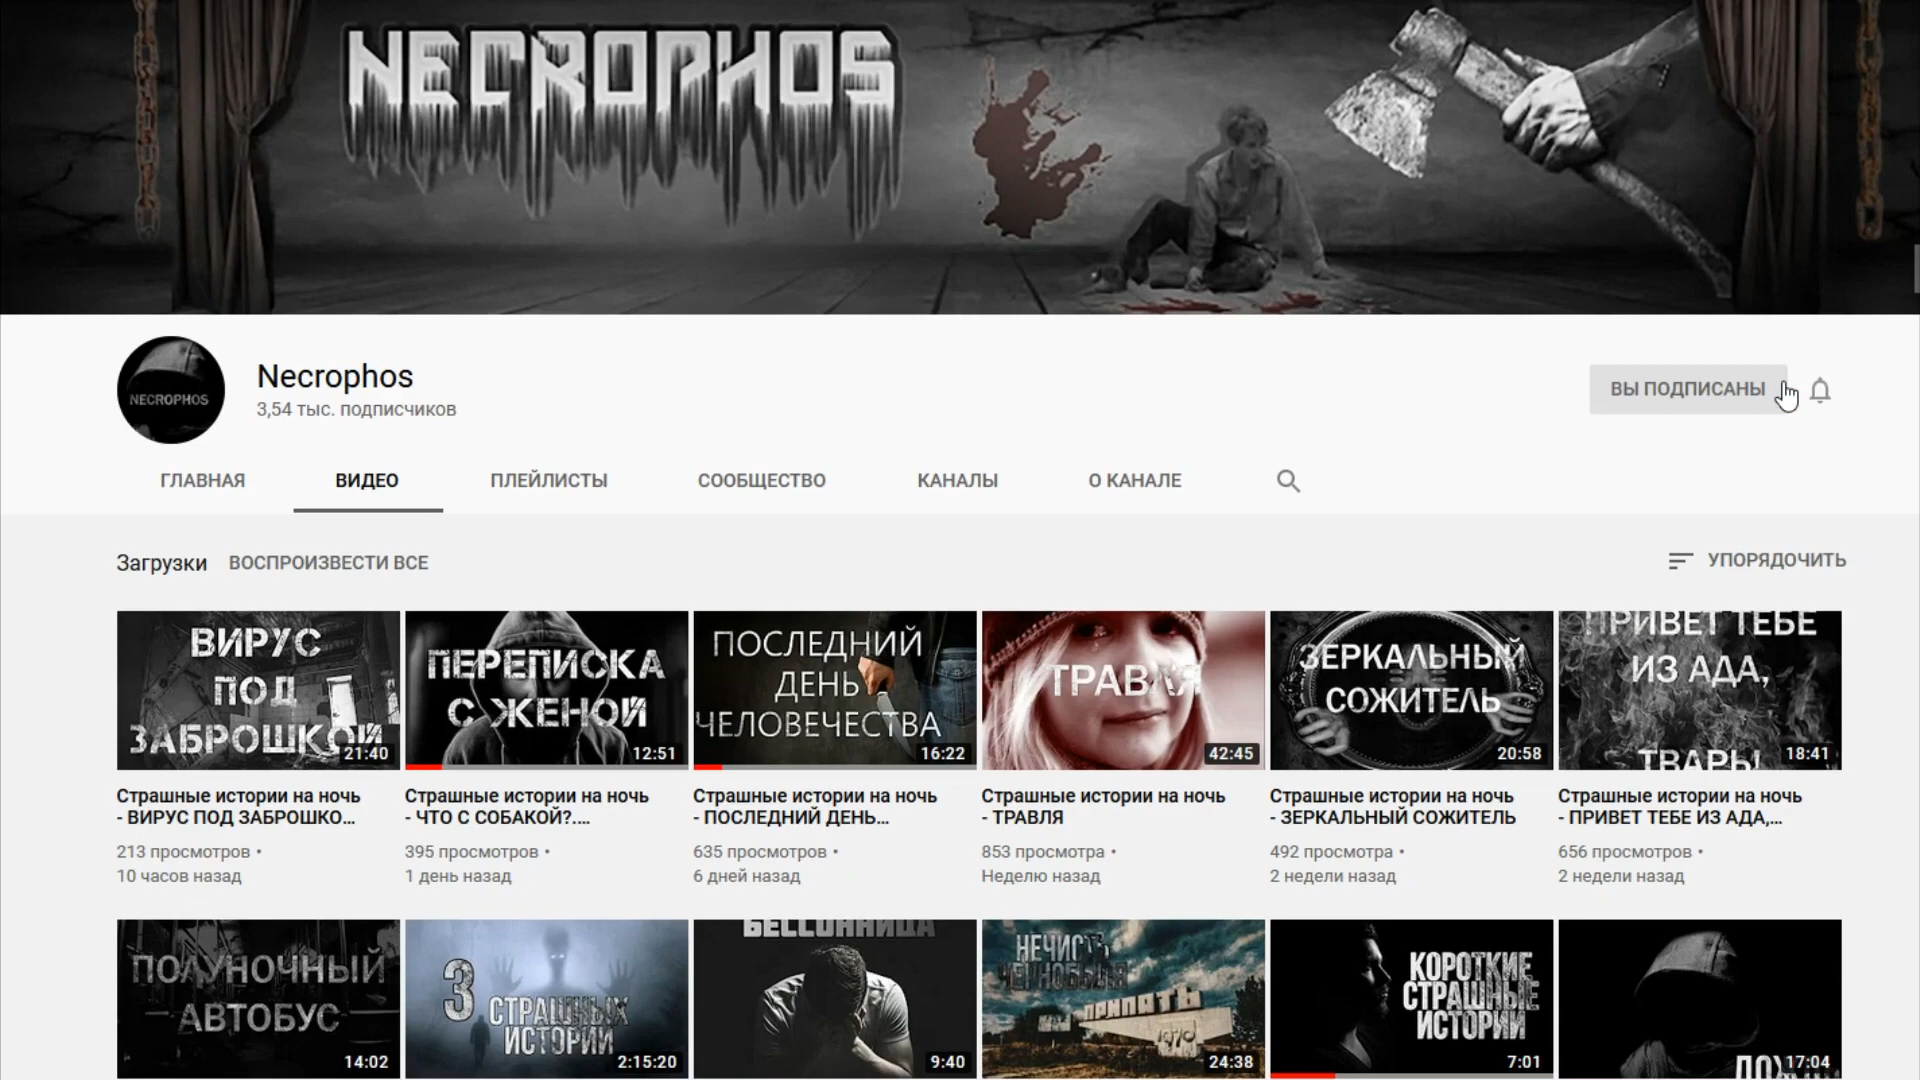 NECROPHOS
NECROPHOS
Necrophos
3,54 тыс. подписчиков
ВЫ ПОДПИСАНЫ
ГЛАВНАЯ
ВИДЕО
ПЛЕЙЛИСТЫ
СООБЩЕСТВО
КАНАЛЫ
О КАНАЛЕ
Загрузки
ВОСПРОИЗВЕСТИ ВСЕ
УПОРЯДОЧИТЬ
ВИРУС
ПОД
ЗАБРОШКОЙ
21:40
ПЕРЕПИСКА
С ЖЕНОЙ
12:51
ПОСЛЕДНИЙ
ДЕНЬ
ЧЕЛОВЕЧЕСТВА
16:22
ТРАВЛЯ
42:45
ЗЕРКАЛЬНЫЙ
СОЖИТЕЛЬ
20:58
ПРИВЕТ ТЕБЕ
ИЗ АДА,
ТВАРЬ!
18:41
Страшные истории на ночь
- ВИРУС ПОД ЗАБРОШКО...
213 просмотров •
10 часов назад
Страшные истории на ночь
- ЧТО С СОБАКОЙ?....
395 просмотров •
1 день назад
Страшные истории на ночь
- ПОСЛЕДНИЙ ДЕНЬ...
635 просмотров •
6 дней назад
Страшные истории на ночь
- ТРАВЛЯ
853 просмотра •
Неделю назад
Страшные истории на ночь
- ЗЕРКАЛЬНЫЙ СОЖИТЕЛЬ
492 просмотра •
2 недели назад
Страшные истории на ночь
- ПРИВЕТ ТЕБЕ ИЗ АДА,...
656 просмотров •
2 недели назад
ПОЛУНОЧНЫЙ
АВТОБУС
14:02
3 СТРАШНЫХ
ИСТОРИИ
2:15:20
БЕССОННИЦА
9:40
НЕЧИСТЬ
ЧЕРНОБЫЛЯ
ПРИПЯТЬ
1970
24:38
КОРОТКИЕ
СТРАШНЫЕ
ИСТОРИИ
7:01
17:04